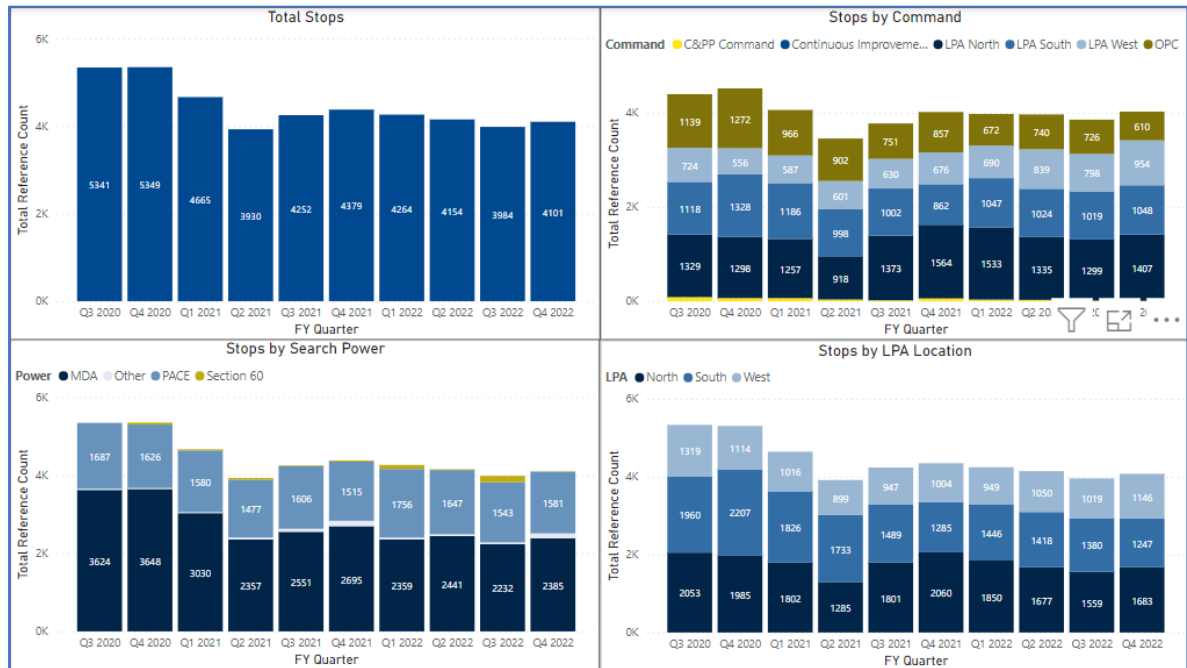 Total Stops
6K
4K
2K
0K
Total Reference Count
5341
5349
4665
3930
4252
4379
4264
4154
3984
4101
Q3 2020 Q4 2020 Q1 2021 Q2 2021 Q3 2021 Q4 2021 Q1 2022 Q2 2022 Q3 2022 Q4 2022
FY Quarter
Stops by Command
Command C&PP Command Continuous Improveme... LPA North LPA South LPA West OPC
4K
2K
0K
Total Reference Count
1139 1272 966 902 751 857 672 740 726 610
724 556 587 601 630 676 690 839 798 954
1118 1328 1186 998 1002 862 1047 1024 1019 1048
1329 1298 1257 918 1373 1564 1533 1335 1299 1407
Q3 2020 Q4 2020 Q1 2021 Q2 2021 Q3 2021 Q4 2021 Q1 2022
FY Quarter
Stops by Search Power
Power MDA Other PACE Section 60
6K
4K
2K
0K
Total Reference Count
1687 1626 1580 1477 1606 1515 1756 1647 1543 1581
3624 3648 3030 2357 2551 2695 2359 2441 2232 2385
Q3 2020 Q4 2020 Q1 2021 Q2 2021 Q3 2021 Q4 2021 Q1 2022 Q2 2022 Q3 2022 Q4 2022
FY Quarter
Stops by LPA Location
LPA North South West
6K
4K
2K
0K
Total Reference Count
1319 1114 1016 899 947 1004 949 1050 1019 1146
1960 2207 1826 1733 1489 1285 1446 1418 1380 1247
2053 1985 1802 1285 1801 2060 1850 1677 1559 1683
Q3 2020 Q4 2020 Q1 2021 Q2 2021 Q3 2021 Q4 2021 Q1 2022 Q2 2022 Q3 2022 Q4 2022
FY Quarter